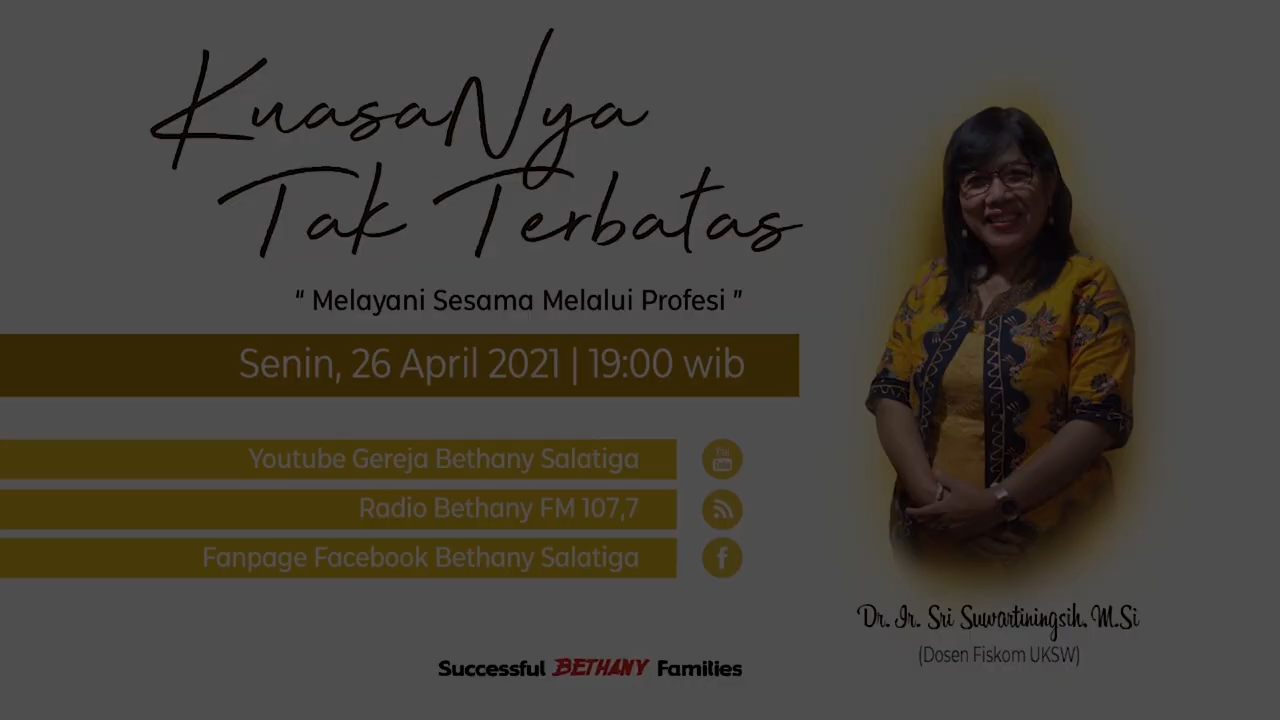 KuasaNya
Tak Terbatas
“ Melayani Sesama Melalui Profesi ”
Senin, 26 April 2021 | 19:00 wib
Youtube Gereja Bethany Salatiga
You
Tube
Radio Bethany FM 107,7
Fanpage Facebook Bethany Salatiga
f
Dr. Ir. Sri Suwartiningsih, M.Si
(Dosen Fiskom UKSW)
Successful BETHANY Families